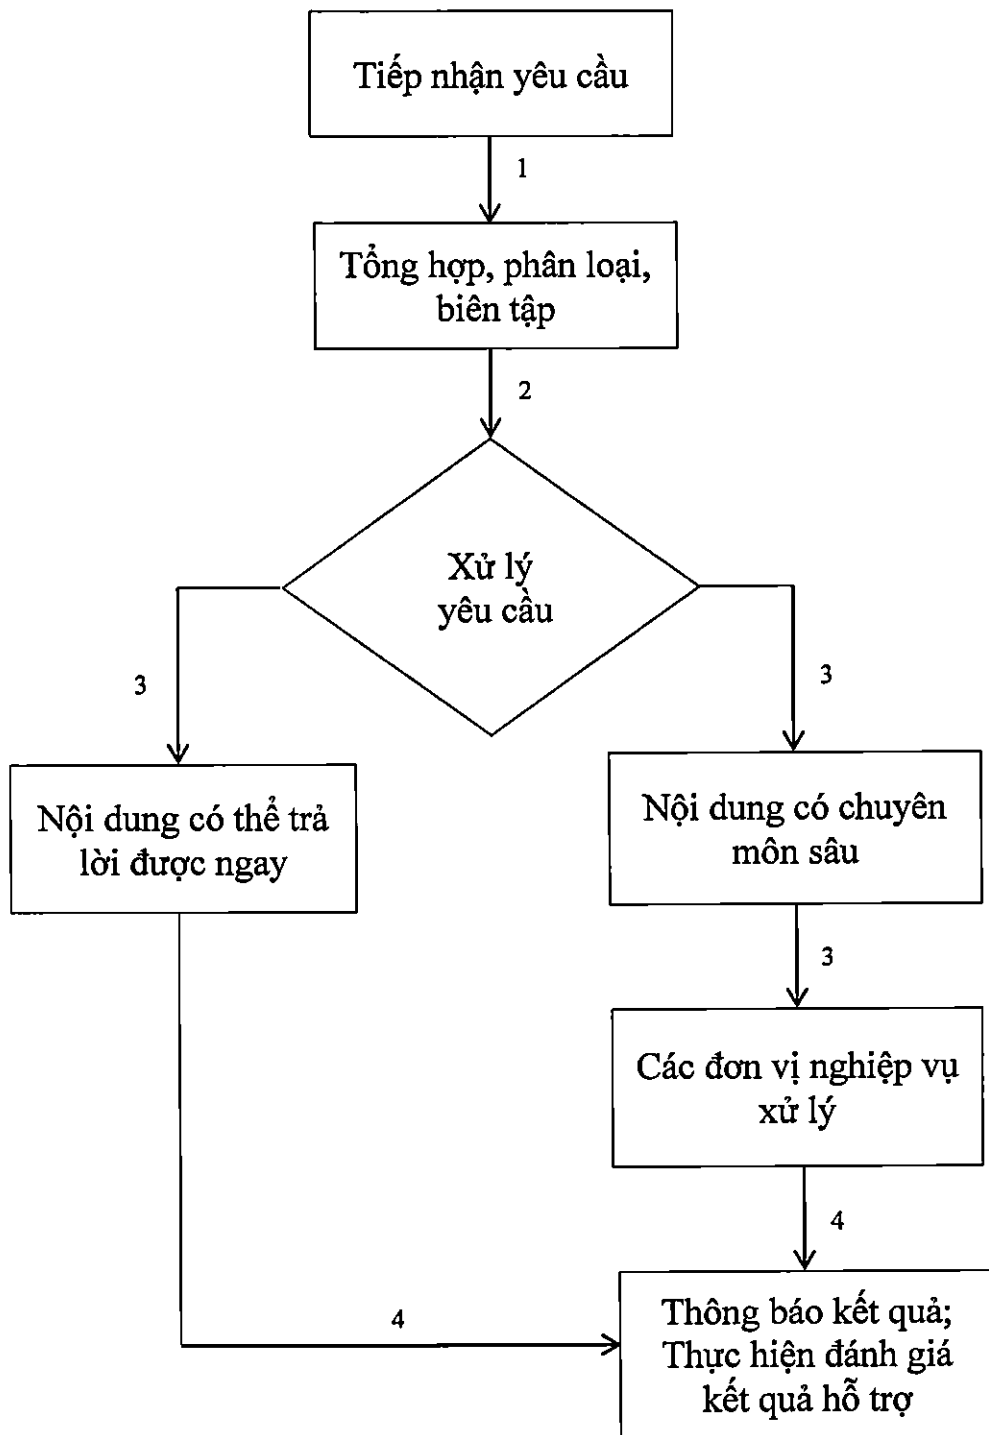 Tiếp nhận yêu cầu
1
Tổng hợp, phân loại,
biên tập
2
Xử lý
yêu cầu
3
3
Nội dung có thể trả
lời được ngay
Nội dung có chuyên
môn sâu
3
Các đơn vị nghiệp vụ
xử lý
4
4
Thông báo kết quả;
Thực hiện đánh giá
kết quả hỗ trợ